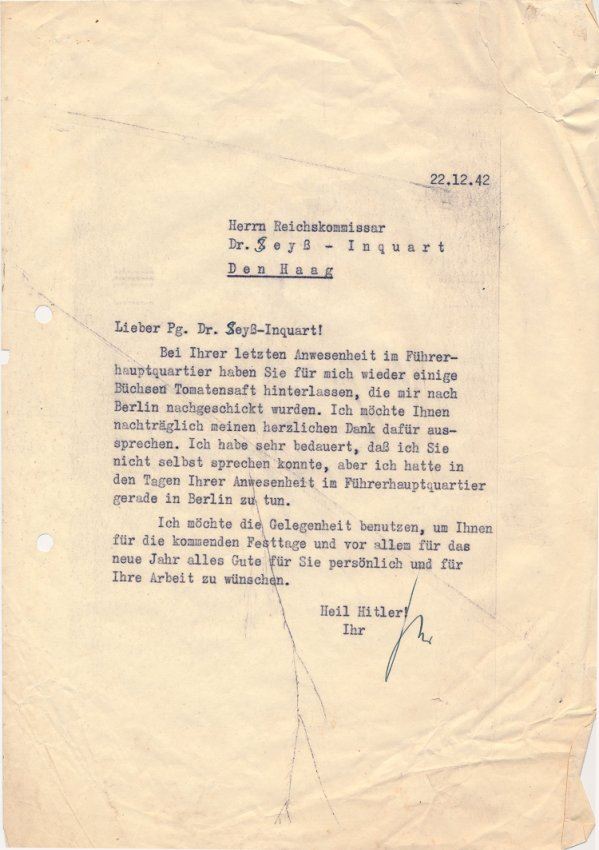 22.12.42
Herrn Reichskommissar
Dr. Seyß - Inquart
Den Haag
Lieber Pg. Dr. Seyß-Inquart!
Bei Ihrer letzten Anwesenheit im Führer-
hauptquartier haben Sie für mich wieder einige
Büchsen Tomatensaft hinterlassen, die mir nach
Berlin nachgeschickt wurden. Ich möchte Ihnen
nachträglich meinen herzlichen Dank dafür aus-
sprechen. Ich habe sehr bedauert, daß ich Sie
nicht selbst sprechen konnte, aber ich hatte in
den Tagen Ihrer Anwesenheit im Führerhauptquartier
gerade in Berlin zu tun.
Ich möchte die Gelegenheit benutzen, um Ihnen
für die kommenden Festtage und vor allem für das
neue Jahr alles Gute für Sie persönlich und für
Ihre Arbeit zu wünschen.
Heil Hitler!
Ihr